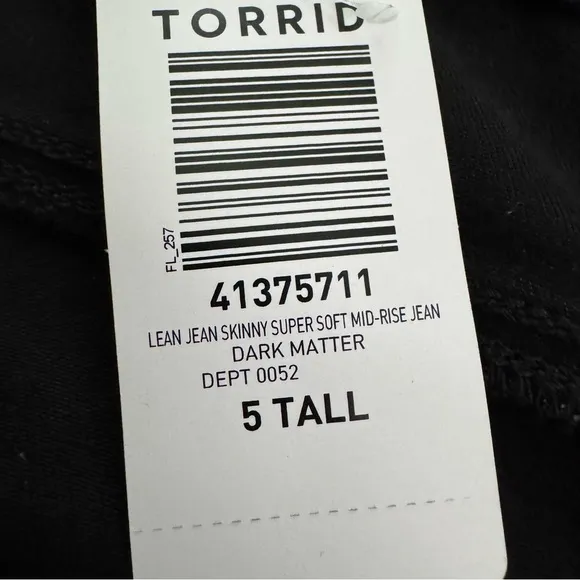 TORRID
FL_257
41375711
LEAN JEAN SKINNY SUPER SOFT MID-RISE JEAN
DARK MATTER
DEPT 0052
5 TALL